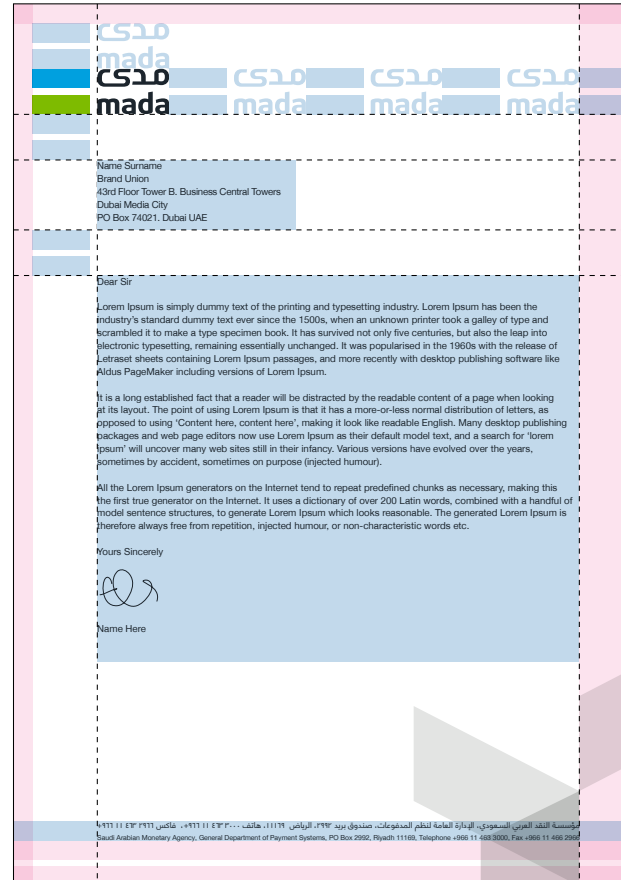 مدى
mada
مدى مدى مدى مدى
mada mada mada mada
Name Surname
Brand Union
43rd Floor Tower B. Business Central Towers
Dubai Media City
PO Box 74021. Dubai UAE
Dear Sir
Lorem Ipsum is simply dummy text of the printing and typesetting industry. Lorem Ipsum has been the
industry's standard dummy text ever since the 1500s, when an unknown printer took a galley of type and
scrambled it to make a type specimen book. It has survived not only five centuries, but also the leap into
electronic typesetting, remaining essentially unchanged. It was popularised in the 1960s with the release of
Letraset sheets containing Lorem Ipsum passages, and more recently with desktop publishing software like
Aldus PageMaker including versions of Lorem Ipsum.
It is a long established fact that a reader will be distracted by the readable content of a page when looking
at its layout. The point of using Lorem Ipsum is that it has a more-or-less normal distribution of letters, as
opposed to using ‘Content here, content here’, making it look like readable English. Many desktop publishing
packages and web page editors now use Lorem Ipsum as their default model text, and a search for ‘lorem
ipsum’ will uncover many web sites still in their infancy. Various versions have evolved over the years,
sometimes by accident, sometimes on purpose (injected humour).
All the Lorem Ipsum generators on the Internet tend to repeat predefined chunks as necessary, making this
the first true generator on the Internet. It uses a dictionary of over 200 Latin words, combined with a handful of
model sentence structures, to generate Lorem Ipsum which looks reasonable. The generated Lorem Ipsum is
therefore always free from repetition, injected humour, or non-characteristic words etc.
Yours Sincerely
Name Here
مؤسسة النقد العربي السعودي، الإدارة العامة لنظم المدفوعات، صندوق بريد ٢٩٩٢، الرياض ١١١٦٩، هاتف ٣٠٠٠ ٤٦٣ ١١ ٩٦٦+، فاكس ٢٩٦٦ ٤٦٣ ١١ ٩٦٦+
Saudi Arabian Monetary Agency, General Department of Payment Systems, PO Box 2992, Riyadh 11169, Telephone +966 11 463 3000, Fax +966 11 466 2966